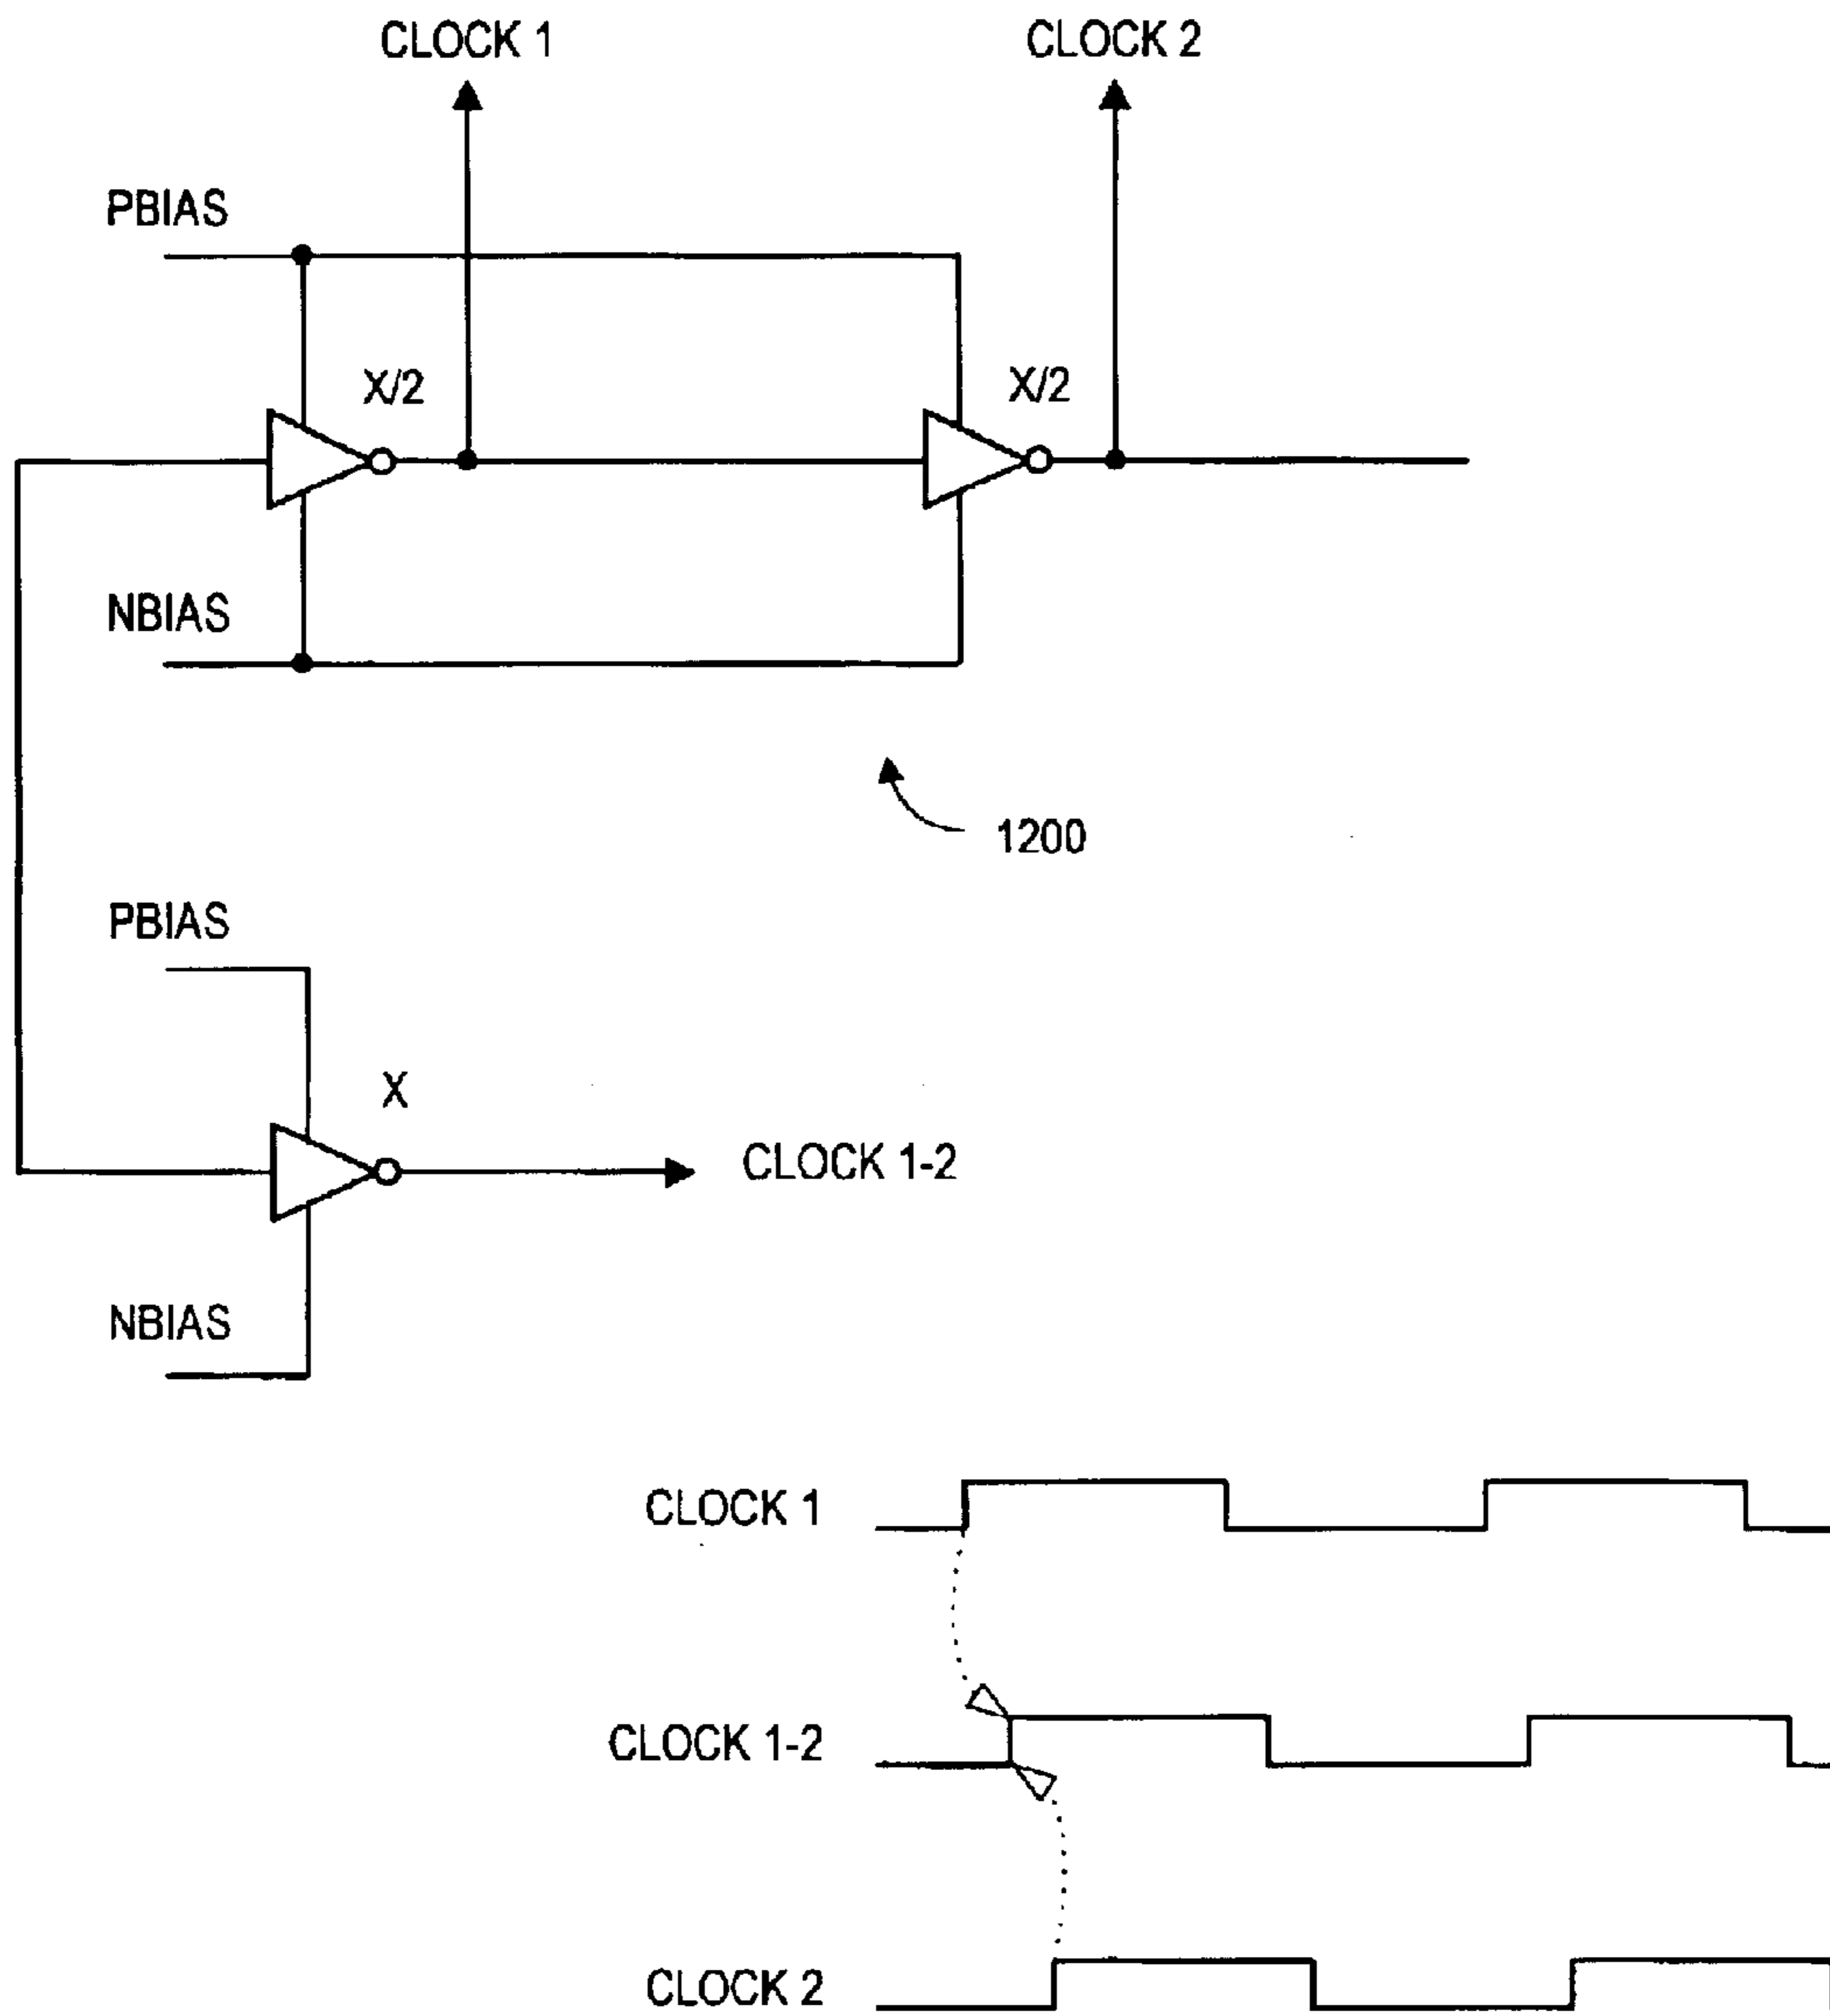 CLOCK 1
CLOCK 2
PBIAS
X/2
X/2
NBIAS
1200
PBIAS
X
CLOCK 1-2
NBIAS
CLOCK 1
CLOCK 1-2
CLOCK 2